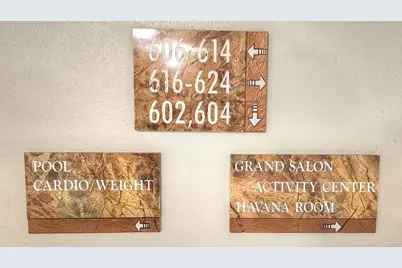 606-614
616-624
602,604
POOL
CARDIO/WEIGHT
GRAND SALON
ACTIVITY CENTER
HAVANA ROOM